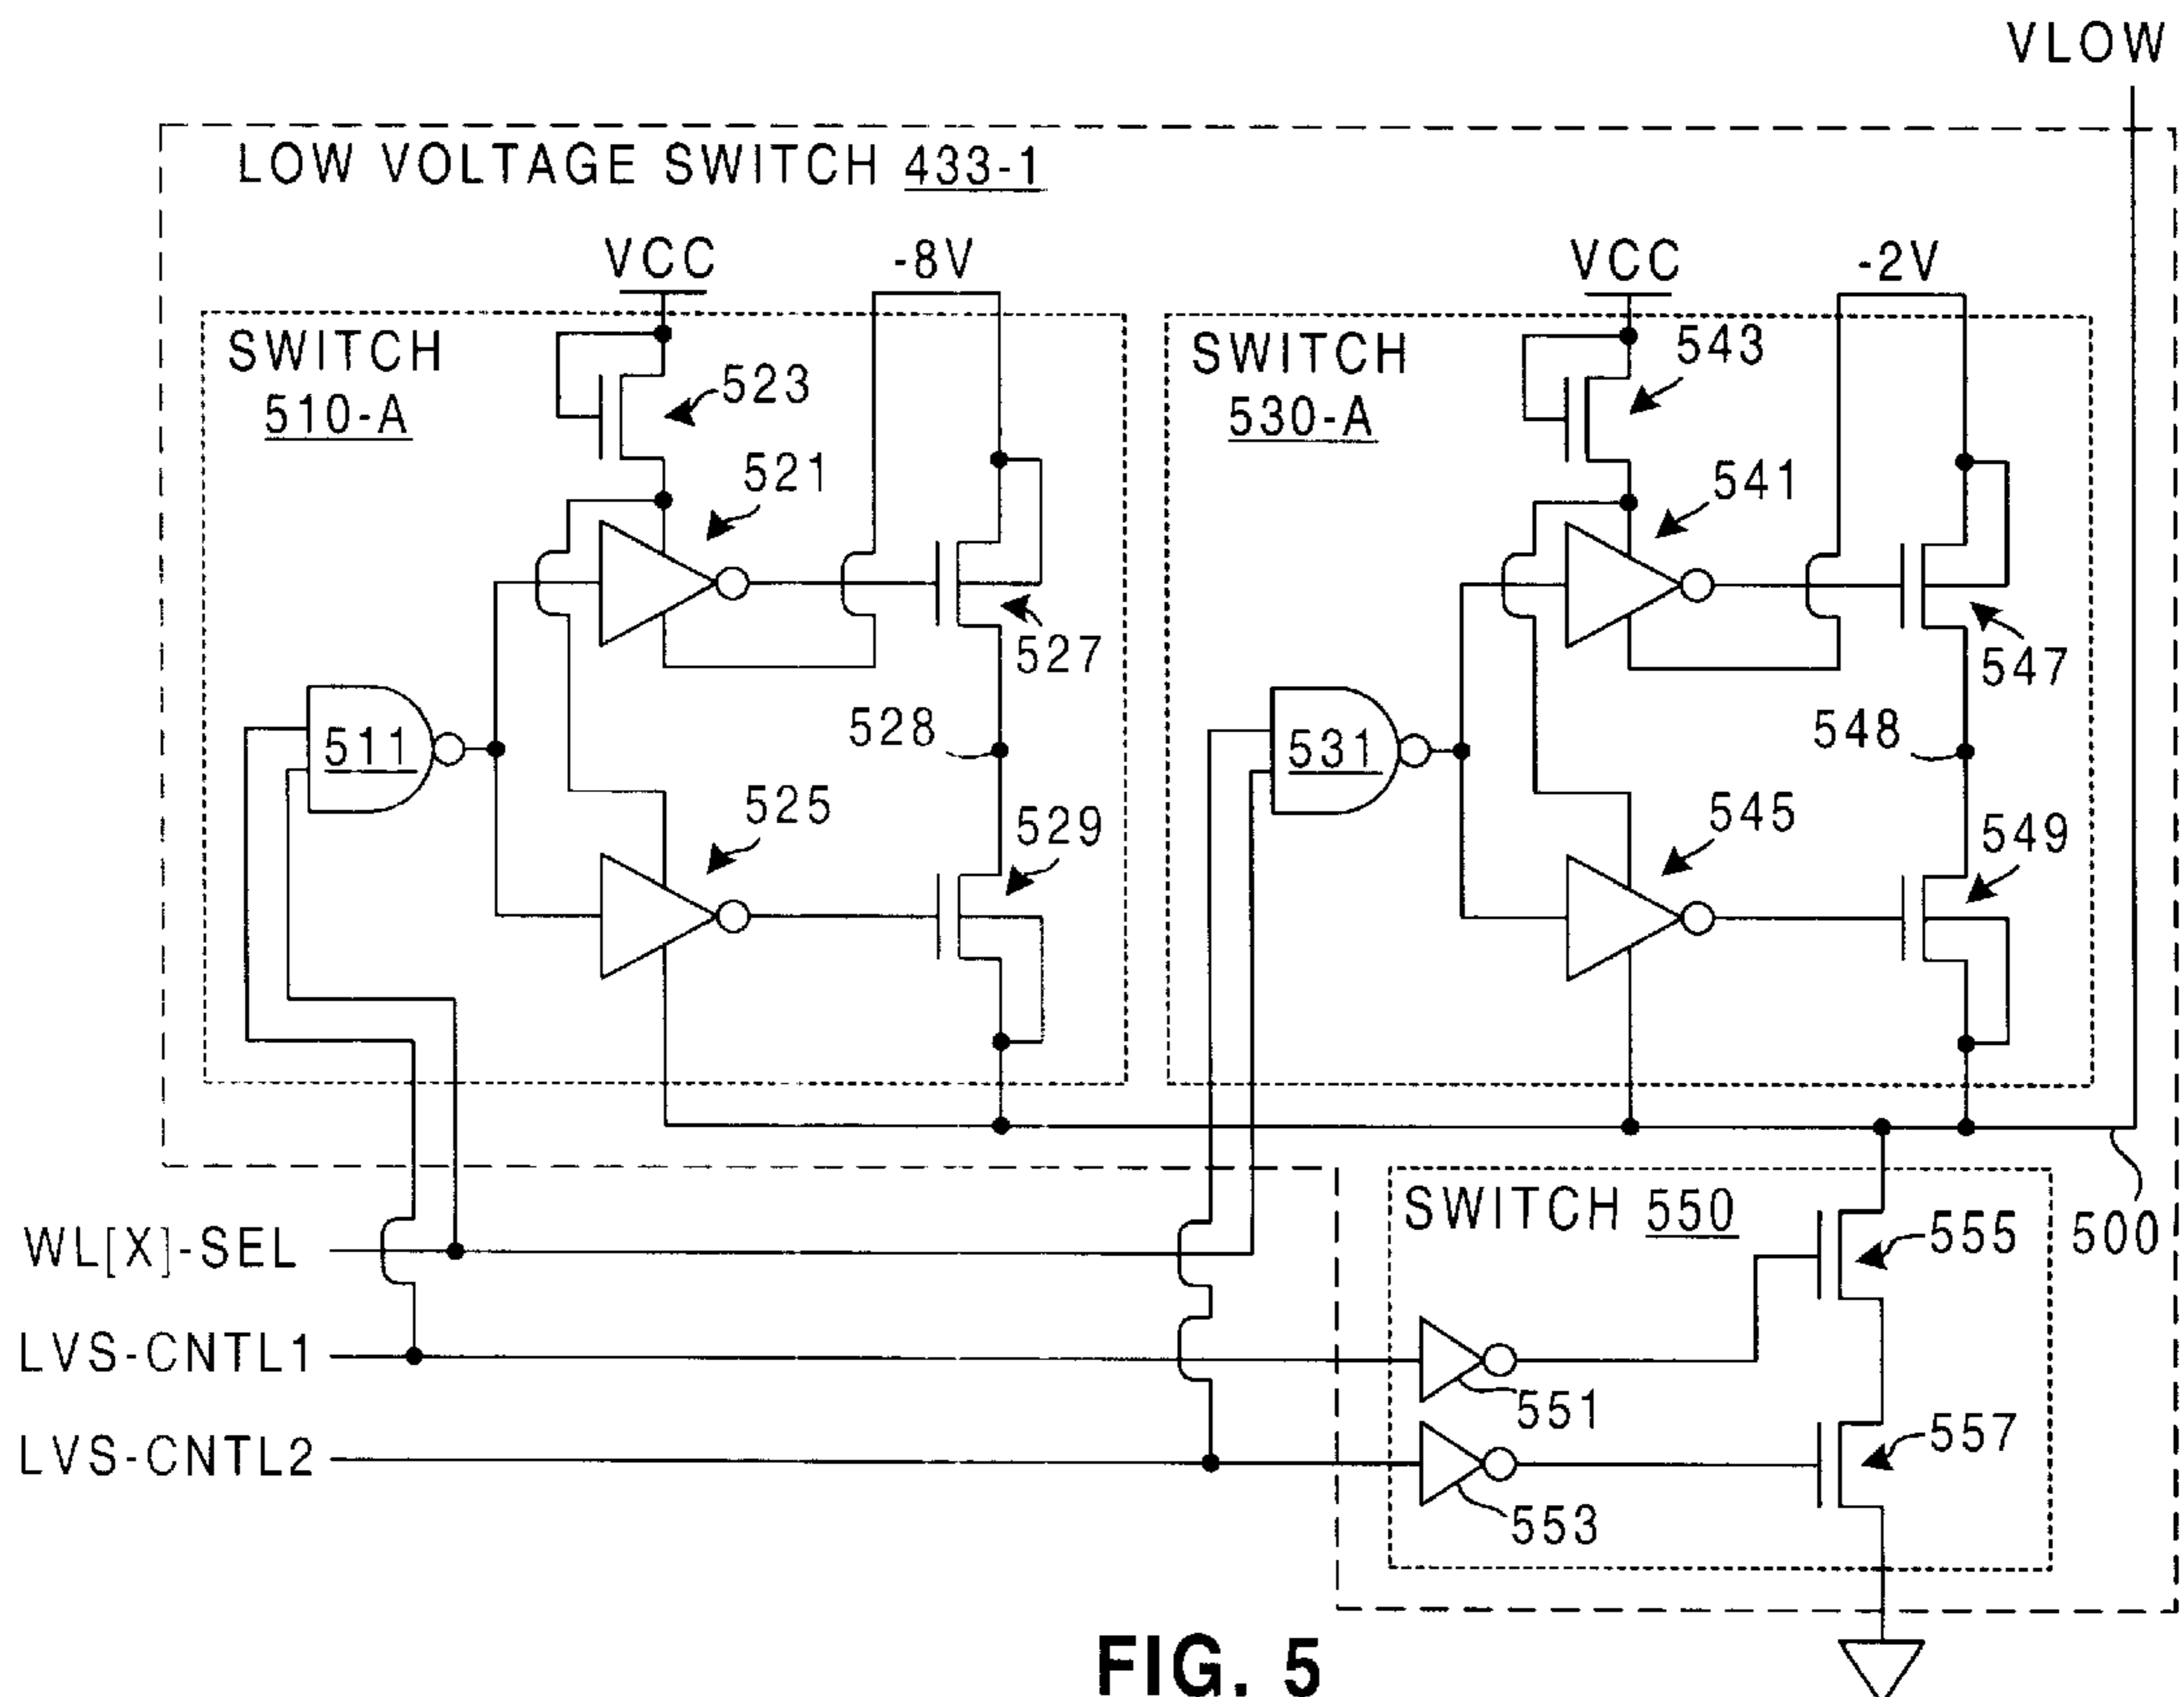 VLOW
LOW VOLTAGE SWITCH 433-1
VCC
-8V
VCC
-2V
SWITCH
510-A
523
521
527
511
528
525
529
SWITCH
530-A
543
541
547
531
548
545
549
SWITCH 550
555
500
551
557
553
WL[X]-SEL
LVS-CNTL1
LVS-CNTL2
FIG. 5